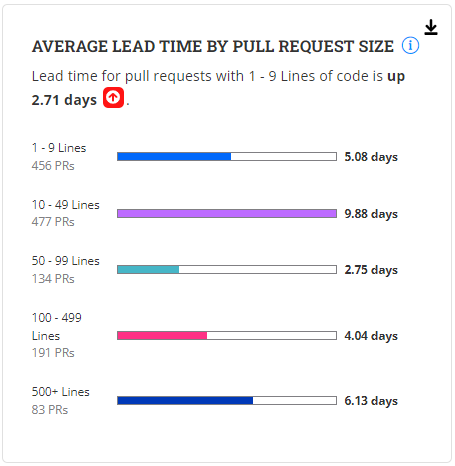 AVERAGE LEAD TIME BY PULL REQUEST SIZE
Lead time for pull requests with 1 - 9 Lines of code is up
2.71 days .
1 - 9 Lines
456 PRs
5.08 days
10 - 49 Lines
477 PRs
9.88 days
50 - 99 Lines
134 PRs
2.75 days
100 - 499
Lines
191 PRs
4.04 days
500+ Lines
83 PRs
6.13 days